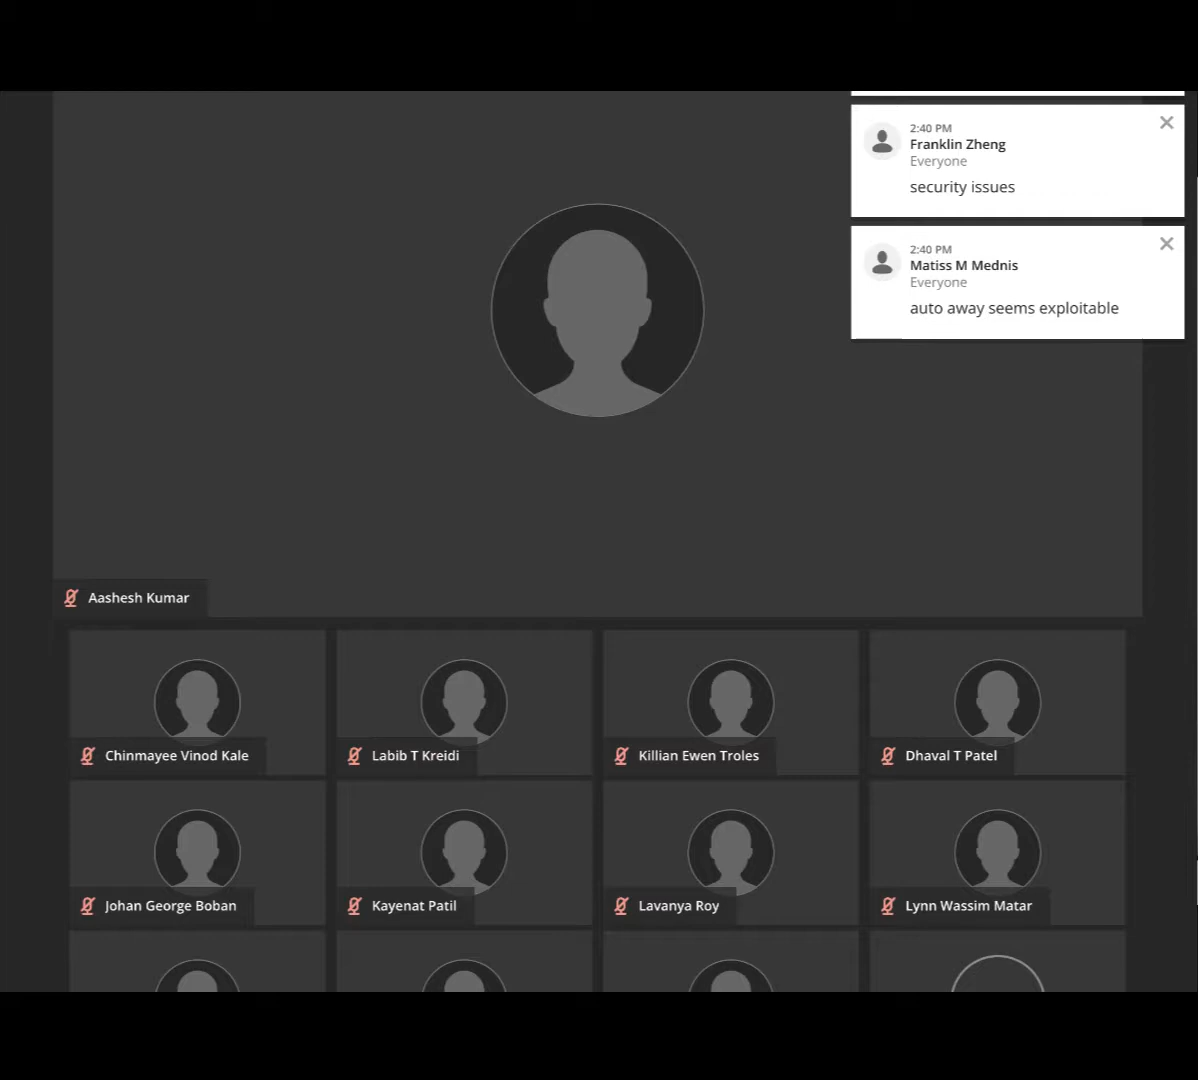 2:40 PM
Franklin Zheng
Everyone
security issues
2:40 PM
Matiss M Mednis
Everyone
auto away seems exploitable
Aashesh Kumar
Chinmayee Vinod Kale
Labib T Kreidi
Killian Ewen Troles
Dhaval T Patel
Johan George Boban
Kayenat Patil
Lavanya Roy
Lynn Wassim Matar